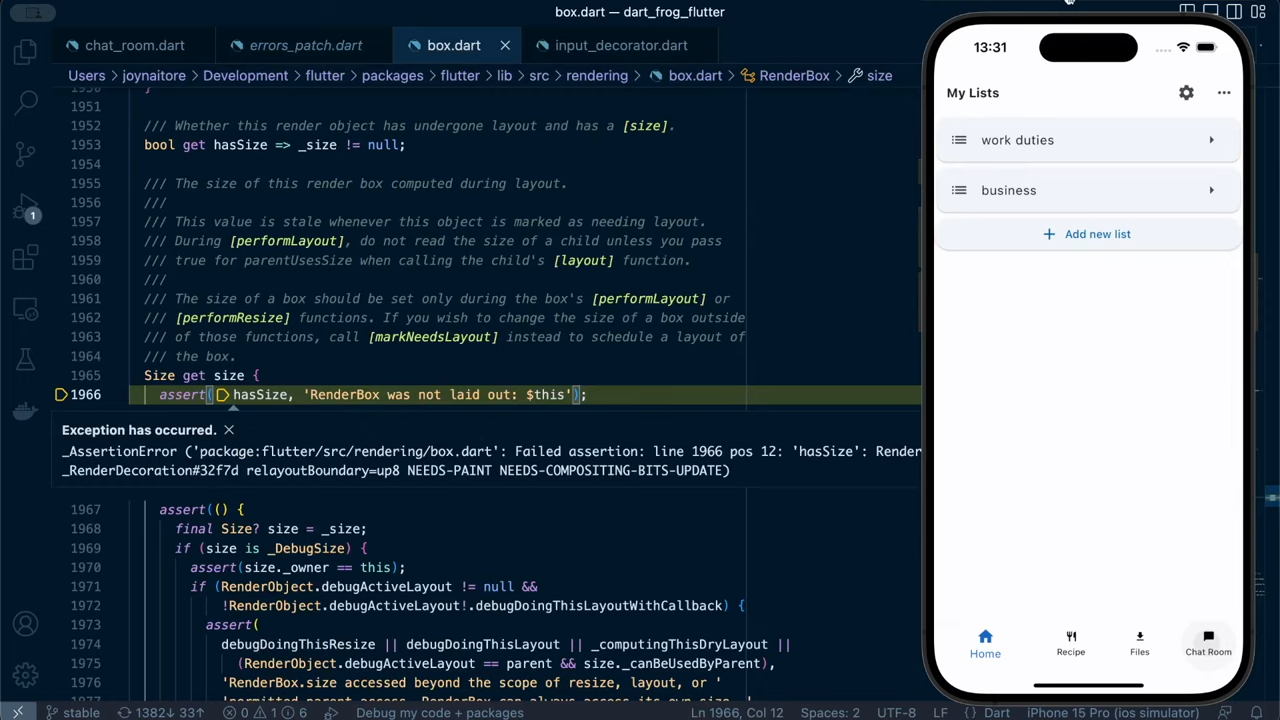 box.dart — dart_frog_flutter
chat_room.dart
errors_patch.dart
box.dart
input_decorator.dart
Users > joynaitore > Development > flutter > packages > flutter > lib > src > rendering > box.dart > RenderBox > size
1951
1952 /// Whether this render object has undergone layout and has a [size].
1953 bool get hasSize => _size != null;
1954
1955 /// The size of this render box computed during layout.
1956 ///
1957 /// This value is stale whenever this object is marked as needing layout.
1958 /// During [performLayout], do not read the size of a child unless you pass
1959 /// true for parentUsesSize when calling the child's [layout] function.
1960 ///
1961 /// The size of a box should be set only during the box's [performLayout] or
1962 /// [performResize] functions. If you wish to change the size of a box outside
1963 /// of those functions, call [markNeedsLayout] instead to schedule a layout of
1964 /// the box.
1965 Size get size {
1966 assert(hasSize, 'RenderBox was not laid out: $this');
Exception has occurred.
_AssertionError ('package:flutter/src/rendering/box.dart': Failed assertion: line 1966 pos 12: 'hasSize': Render
_RenderDecoration#32f7d relayoutBoundary=up8 NEEDS-PAINT NEEDS-COMPOSITING-BITS-UPDATE)
1967 assert(() {
1968 final Size? size = _size;
1969 if (size is _DebugSize) {
1970 assert(size._owner == this);
1971 if (RenderObject.debugActiveLayout != null &&
1972 !RenderObject.debugActiveLayout!.debugDoingThisLayoutWithCallback) {
1973 assert(
1974 debugDoingThisResize || debugDoingThisLayout || _computingThisDryLayout ||
1975 (RenderObject.debugActiveLayout == parent && size._canBeUsedByParent),
1976 'RenderBox.size accessed beyond the scope of resize, layout, or '
1
stable
1382↓ 33↑
0
1
6
Debug my code + packages
Ln 1966, Col 12
Spaces: 2
UTF-8
LF
{ } Dart
iPhone 15 Pro (ios simulator)
13:31
My Lists
work duties
business
+ Add new list
Home
Recipe
Files
Chat Room